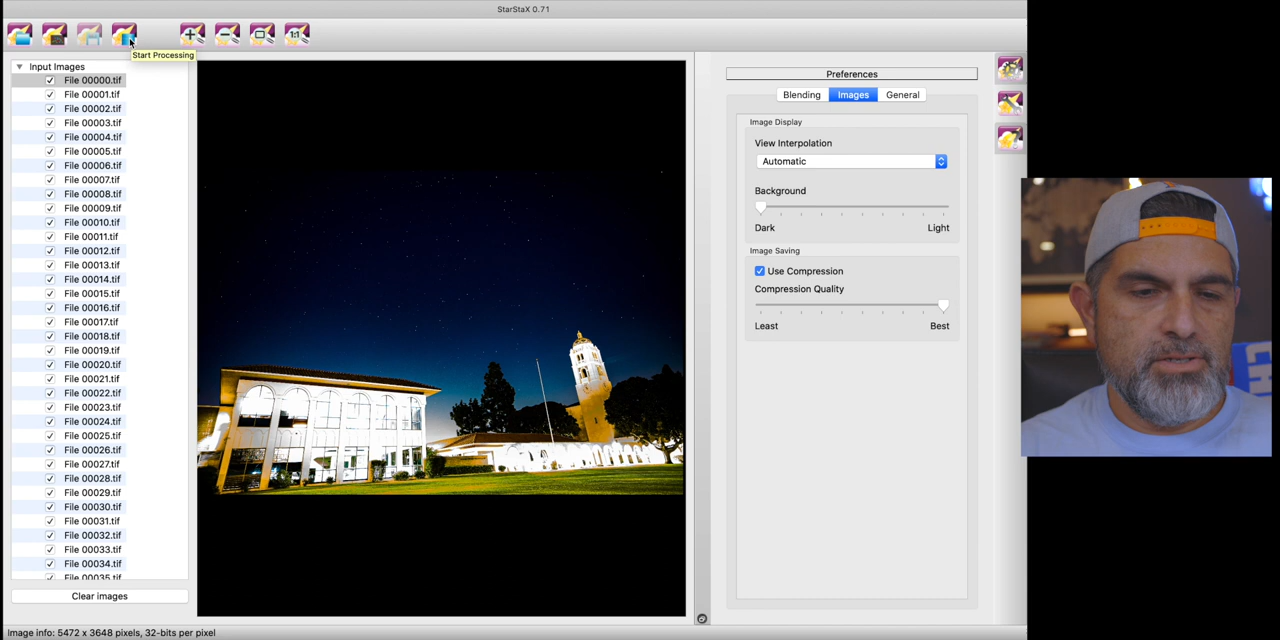 StarStaX 0.71
1:1
Start Processing
Input Images
File 00000.tif
File 00001.tif
File 00002.tif
File 00003.tif
File 00004.tif
File 00005.tif
File 00006.tif
File 00007.tif
File 00008.tif
File 00009.tif
File 00010.tif
File 00011.tif
File 00012.tif
File 00013.tif
File 00014.tif
File 00015.tif
File 00016.tif
File 00017.tif
File 00018.tif
File 00019.tif
File 00020.tif
File 00021.tif
File 00022.tif
File 00023.tif
File 00024.tif
File 00025.tif
File 00026.tif
File 00027.tif
File 00028.tif
File 00029.tif
File 00030.tif
File 00031.tif
File 00032.tif
File 00033.tif
File 00034.tif
File 00035.tif
Clear images
Preferences
Blending Images General
Image Display
View Interpolation
Automatic
Background
Dark Light
Image Saving
Use Compression
Compression Quality
Least Best
Image info: 5472 x 3648 pixels, 32-bits per pixel